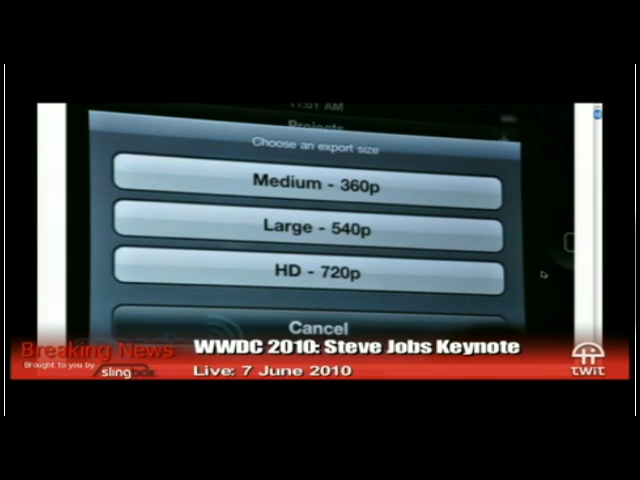 11:01 AM
Projects
Choose an export size
Medium - 360p
Large - 540p
HD - 720p
Cancel
Breaking News
WWDC 2010: Steve Jobs Keynote
Brought to you by slingbox
Live: 7 June 2010
TWiT